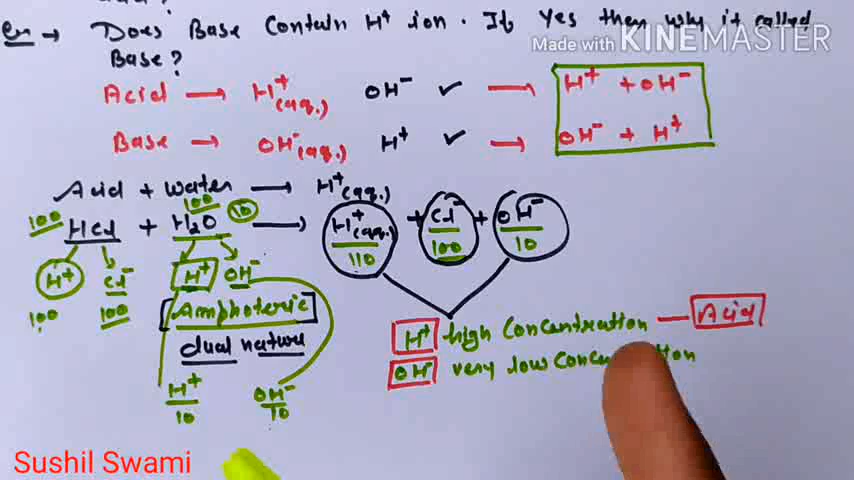 Does Base Contain H+ ion. If Yes then why it called
Base?
Made with KINEMASTER
Acid → H+(aq.) OH- ✓ → H+ + OH-
Base → OH-(aq.) H+ ✓ → OH- + H+
Acid + Water → H+(aq.)
100 10
100 HCl + H2O → H+(aq.) + Cl- + OH-
110 100 10
H+ Cl- H+ OH-
100 100
[Amphoteric]
dual nature
H+ high Concentration — Acid
OH- very low
H+ OH-
10 10
Sushil Swami